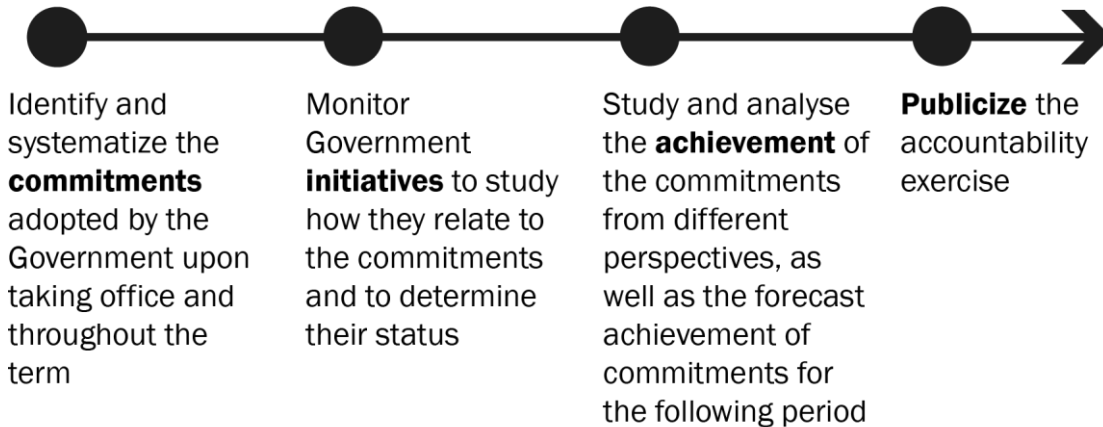 Identify and
systematize the
commitments
adopted by the
Government upon
taking office and
throughout the
term
Monitor
Government
initiatives to study
how they relate to
the commitments
and to determine
their status
Study and analyse
the achievement of
the commitments
from different
perspectives, as
well as the forecast
achievement of
commitments for
the following period
Publicize the
accountability
exercise